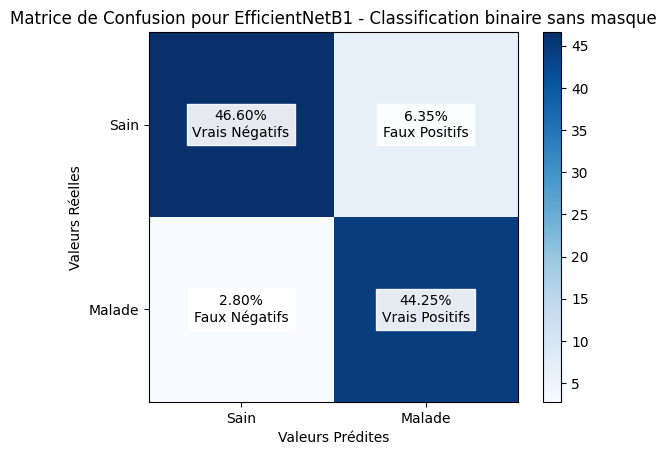 Matrice de Confusion pour EfficientNetB1 - Classification binaire sans masque
46.60%
Vrais Négatifs
6.35%
Faux Positifs
2.80%
Faux Négatifs
44.25%
Vrais Positifs
Sain
Malade
Valeurs Réelles
Sain
Malade
Valeurs Prédites
45
40
35
30
25
20
15
10
5